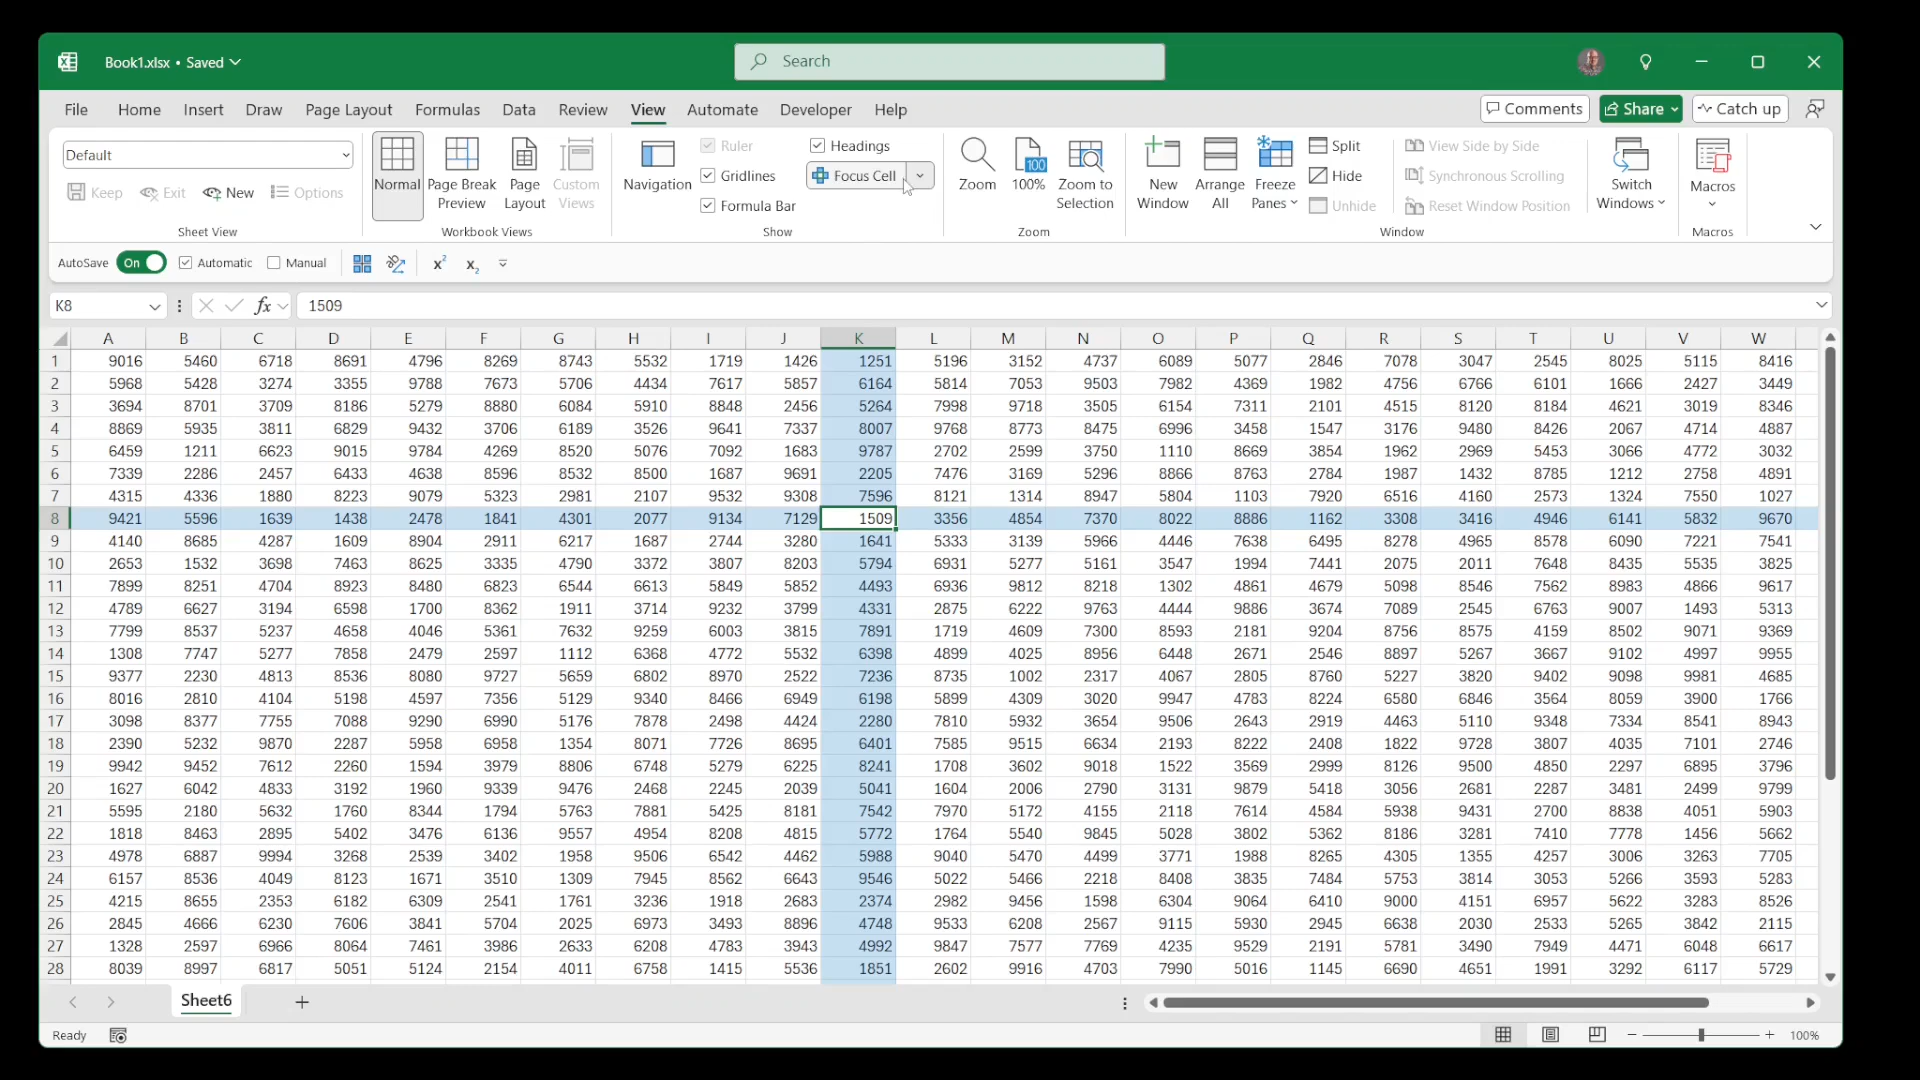 Book1.xlsx • Saved
Search
File Home Insert Draw Page Layout Formulas Data Review View Automate Developer Help
Comments Share Catch up
Default
Keep Exit New Options
Sheet View
Normal
Page Break Preview
Page Layout
Custom Views
Workbook Views
Navigation
Ruler
Gridlines
Formula Bar
Headings
Focus Cell
Show
Zoom
100
100%
Zoom to Selection
Zoom
New Window
Arrange All
Freeze Panes
Split
Hide
Unhide
View Side by Side
Synchronous Scrolling
Reset Window Position
Window
Switch Windows
Macros
Macros
AutoSave On Automatic Manual x² x₂
K8 fx 1509
A B C D E F G H I J K L M N O P Q R S T U V W
1 9016 5460 6718 8691 4796 8269 8743 5532 1719 1426 1251 5196 3152 4737 6089 5077 2846 7078 3047 2545 8025 5115 8416
2 5968 5428 3274 3355 9788 7673 5706 4434 7617 5857 6164 5814 7053 9503 7982 4369 1982 4756 6766 6101 1666 2427 3449
3 3694 8701 3709 8186 5279 8880 6084 5910 8848 2456 5264 7998 9718 3505 6154 7311 2101 4515 8120 8184 4621 3019 8346
4 8869 5935 3811 6829 9432 3706 6189 3526 9641 7337 8007 9768 8773 8475 6996 3458 1547 3176 9480 8426 2067 4714 4887
5 6459 1211 6623 9015 9784 4269 8520 5076 7092 1683 9787 2702 2599 3750 1110 8669 3854 1962 2969 5453 3066 4772 3032
6 7339 2286 2457 6433 4638 8596 8532 8500 1687 9691 2205 7476 3169 5296 8866 8763 2784 1987 1432 8785 1212 2758 4891
7 4315 4336 1880 8223 9079 5323 2981 2107 9532 9308 7596 8121 1314 8947 5804 1103 7920 6516 4160 2573 1324 7550 1027
8 9421 5596 1639 1438 2478 1841 4301 2077 9134 7129 1509 3356 4854 7370 8022 8886 1162 3308 3416 4946 6141 5832 9670
9 4140 8685 4287 1609 8904 2911 6217 1687 2744 3280 1641 5333 3139 5966 4446 7638 6495 8278 4965 8578 6090 7221 7541
10 2653 1532 3698 7463 8625 3335 4790 3372 3807 8203 5794 6931 5277 5161 3547 1994 7441 2075 2011 7648 8435 5535 3825
11 7899 8251 4704 8923 8480 6823 6544 6613 5849 5852 4493 6936 9812 8218 1302 4861 4679 5098 8546 7562 8983 4866 9617
12 4789 6627 3194 6598 1700 8362 1911 3714 9232 3799 4331 2875 6222 9763 4444 9886 3674 7089 2545 6763 9007 1493 5313
13 7799 8537 5237 4658 4046 5361 7632 9259 6003 3815 7891 1719 4609 7300 8593 2181 9204 8756 8575 4159 8502 9071 9369
14 1308 7747 5277 7858 2479 2597 1112 6368 4772 5532 6398 4899 4025 8956 6448 2671 2546 8897 5267 3667 9102 4997 9955
15 9377 2230 4813 8536 8080 9727 5659 6802 8970 2522 7236 8735 1002 2317 4067 2805 8760 5227 3820 9402 9098 9981 4685
16 8016 2810 4104 5198 4597 7356 5129 9340 8466 6949 6198 5899 4309 3020 9947 4783 8224 6580 6846 3564 8059 3900 1766
17 3098 8377 7755 7088 9290 6990 5176 7878 2498 4424 2280 7810 5932 3654 9506 2643 2919 4463 5110 9348 7334 8541 8943
18 2390 5232 9870 2287 5958 6958 1354 8071 7726 8695 6401 7585 9515 6634 2193 8222 2408 1822 9728 3807 4035 7101 2746
19 9942 9452 7612 2260 1594 3979 8806 6748 5279 6225 8241 1708 3602 9018 1522 3569 2999 8126 9500 4850 2297 6895 3796
20 1627 6042 4833 3192 1960 9339 9476 2468 2245 2039 5041 1604 2006 2790 3131 9879 5418 3056 2681 2287 3481 2499 9799
21 5595 2180 5632 1760 8344 1794 5763 7881 5425 8181 7542 7970 5172 4155 2118 7614 4584 5938 9431 2700 8838 4051 5903
22 1818 8463 2895 5402 3476 6136 9557 4954 8208 4815 5772 1764 5540 9845 5028 3802 5362 8186 3281 7410 7778 1456 5662
23 4978 6887 9994 3268 2539 3402 1958 9506 6542 4462 5988 9040 5470 4499 3771 1988 8265 4305 1355 4257 3006 3263 7705
24 6157 8536 4049 8123 1671 3510 1309 7945 8562 6643 9546 5022 5466 2218 8408 3835 7484 5753 3814 3053 5266 3593 5283
25 4215 8655 2353 6182 6309 2541 1761 3236 1918 2683 2374 2982 9456 1598 6304 9064 6410 9000 4151 6957 5622 3283 8526
26 2845 4666 6230 7606 3841 5704 2025 6973 3493 8896 4748 9533 6208 2567 9115 5930 2945 6638 2030 2533 5265 3842 2115
27 1328 2597 6966 8064 7461 3986 2633 6208 4783 3943 4992 9847 7577 7769 4235 9529 2191 5781 3490 7949 4471 6048 6617
28 8039 8997 6817 5051 5124 2154 4011 6758 1415 5536 1851 2602 9916 4703 7990 5016 1145 6690 4651 1991 3292 6117 5729
Sheet6
Ready 100%